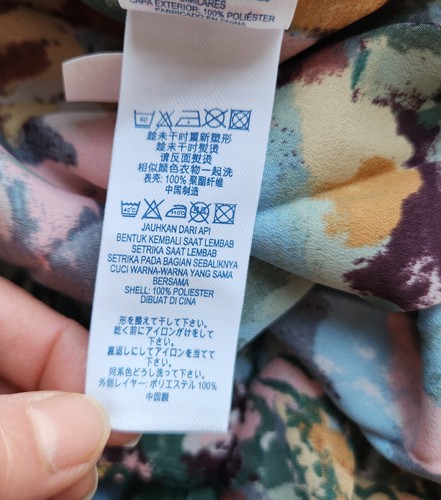 SIMILARES
CAPA EXTERIOR: 100% POLIÉSTER
FABRICADO EN CHINA
40
趁未干时重新塑形
趁未干时熨烫
请反面熨烫
相似颜色衣物一起洗
表壳: 100% 聚酯纤维
中国制造
40
JAUHKAN DARI API
BENTUK KEMBALI SAAT LEMBAB
SETRIKA SAAT LEMBAB
SETRIKA PADA BAGIAN SEBALIKNYA
CUCI WARNA-WARNA YANG SAMA
BERSAMA
SHELL: 100% POLIESTER
DIBUAT DI CINA
形を整えて干して下さい。
乾く前にアイロンがけをして下さい。
裏返しにしてアイロンを当てて
下さい。
同系色どうし洗って下さい。
外側レイヤー: ポリエステル 100%
中国製